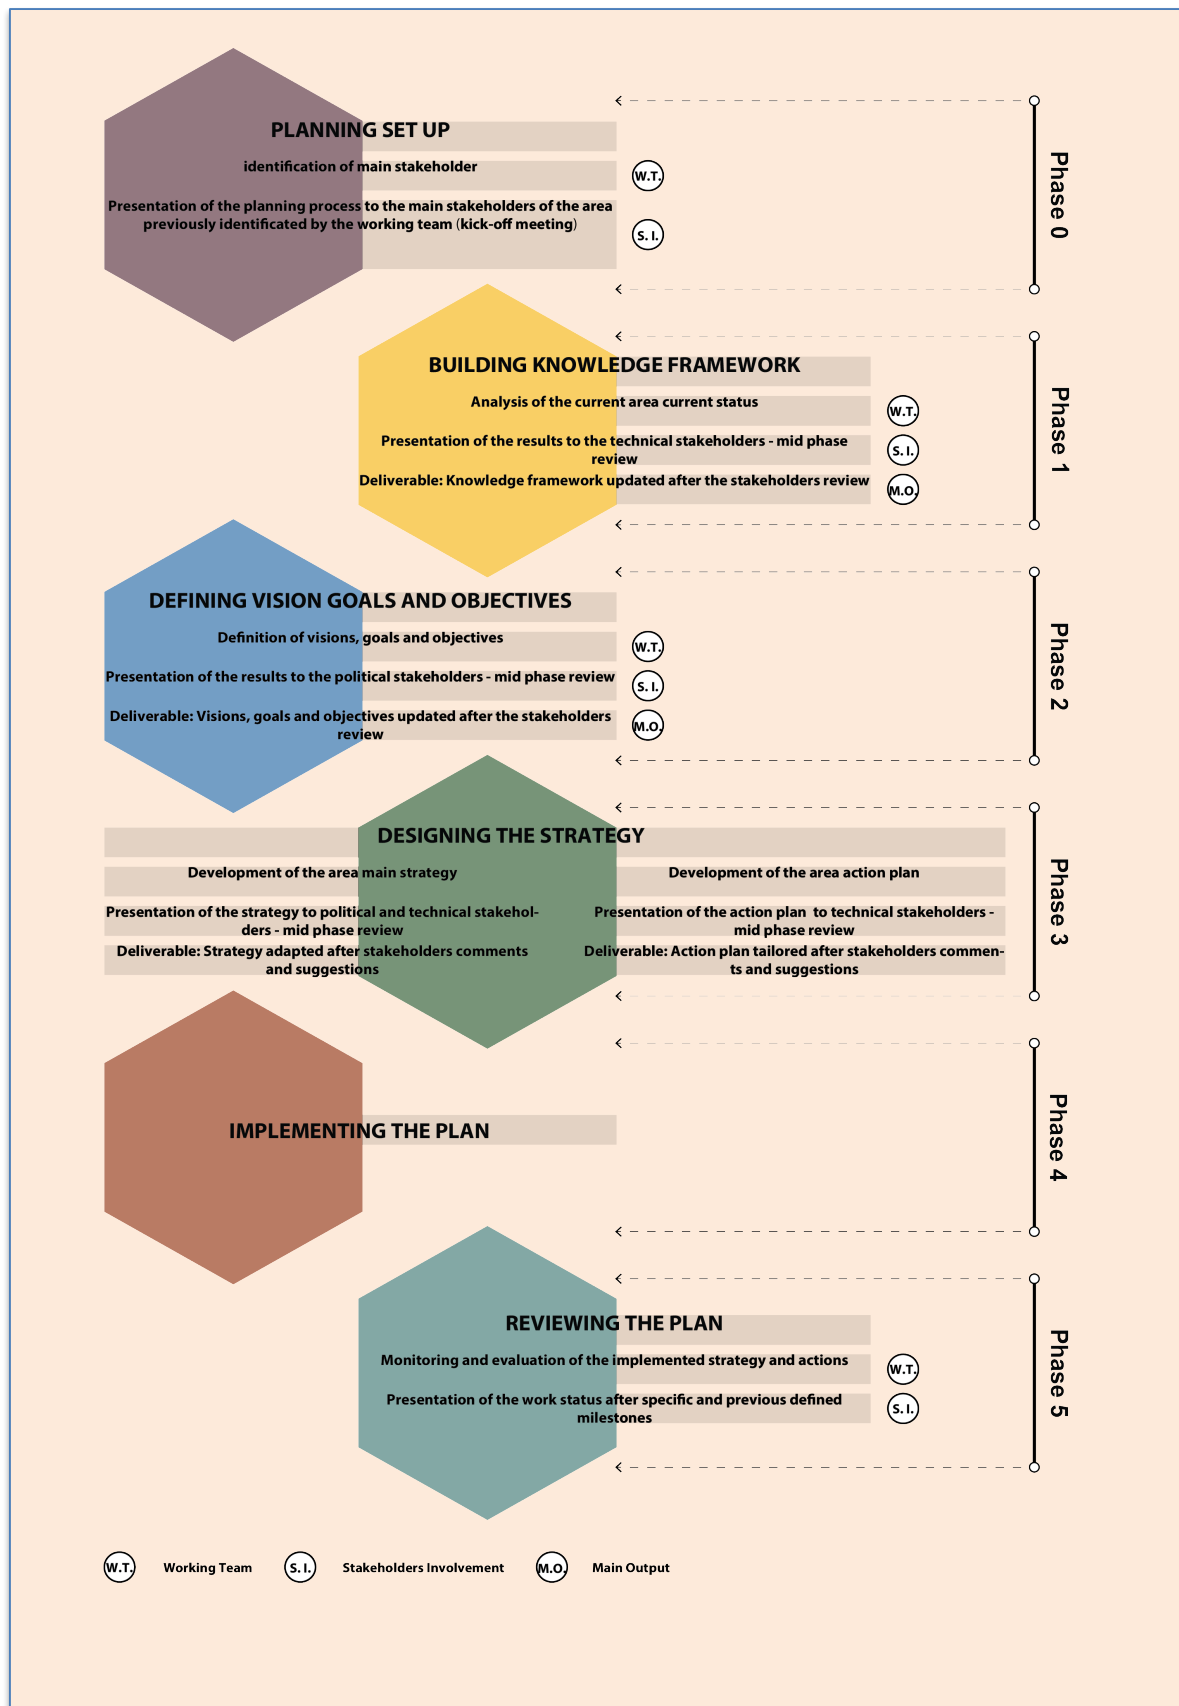 PLANNING SET UP
identification of main stakeholder
W.T.
Presentation of the planning process to the main stakeholders of the area
previously identificated by the working team (kick-off meeting)
S. I.
Phase 0
BUILDING KNOWLEDGE FRAMEWORK
Analysis of the current area current status
W.T.
Presentation of the results to the technical stakeholders - mid phase
review
S. I.
Deliverable: Knowledge framework updated after the stakeholders review
M.O.
Phase 1
DEFINING VISION GOALS AND OBJECTIVES
Definition of visions, goals and objectives
W.T.
Presentation of the results to the political stakeholders - mid phase review
S. I.
Deliverable: Visions, goals and objectives updated after the stakeholders
review
M.O.
Phase 2
DESIGNING THE STRATEGY
Development of the area main strategy
Presentation of the strategy to political and technical stakehol-
ders - mid phase review
Deliverable: Strategy adapted after stakeholders comments
and suggestions
Development of the area action plan
Presentation of the action plan to technical stakeholders -
mid phase review
Deliverable: Action plan tailored after stakeholders commen-
ts and suggestions
Phase 3
IMPLEMENTING THE PLAN
Phase 4
REVIEWING THE PLAN
Monitoring and evaluation of the implemented strategy and actions
W.T.
Presentation of the work status after specific and previous defined
milestones
S. I.
Phase 5
W.T. Working Team S. I. Stakeholders Involvement M.O. Main Output